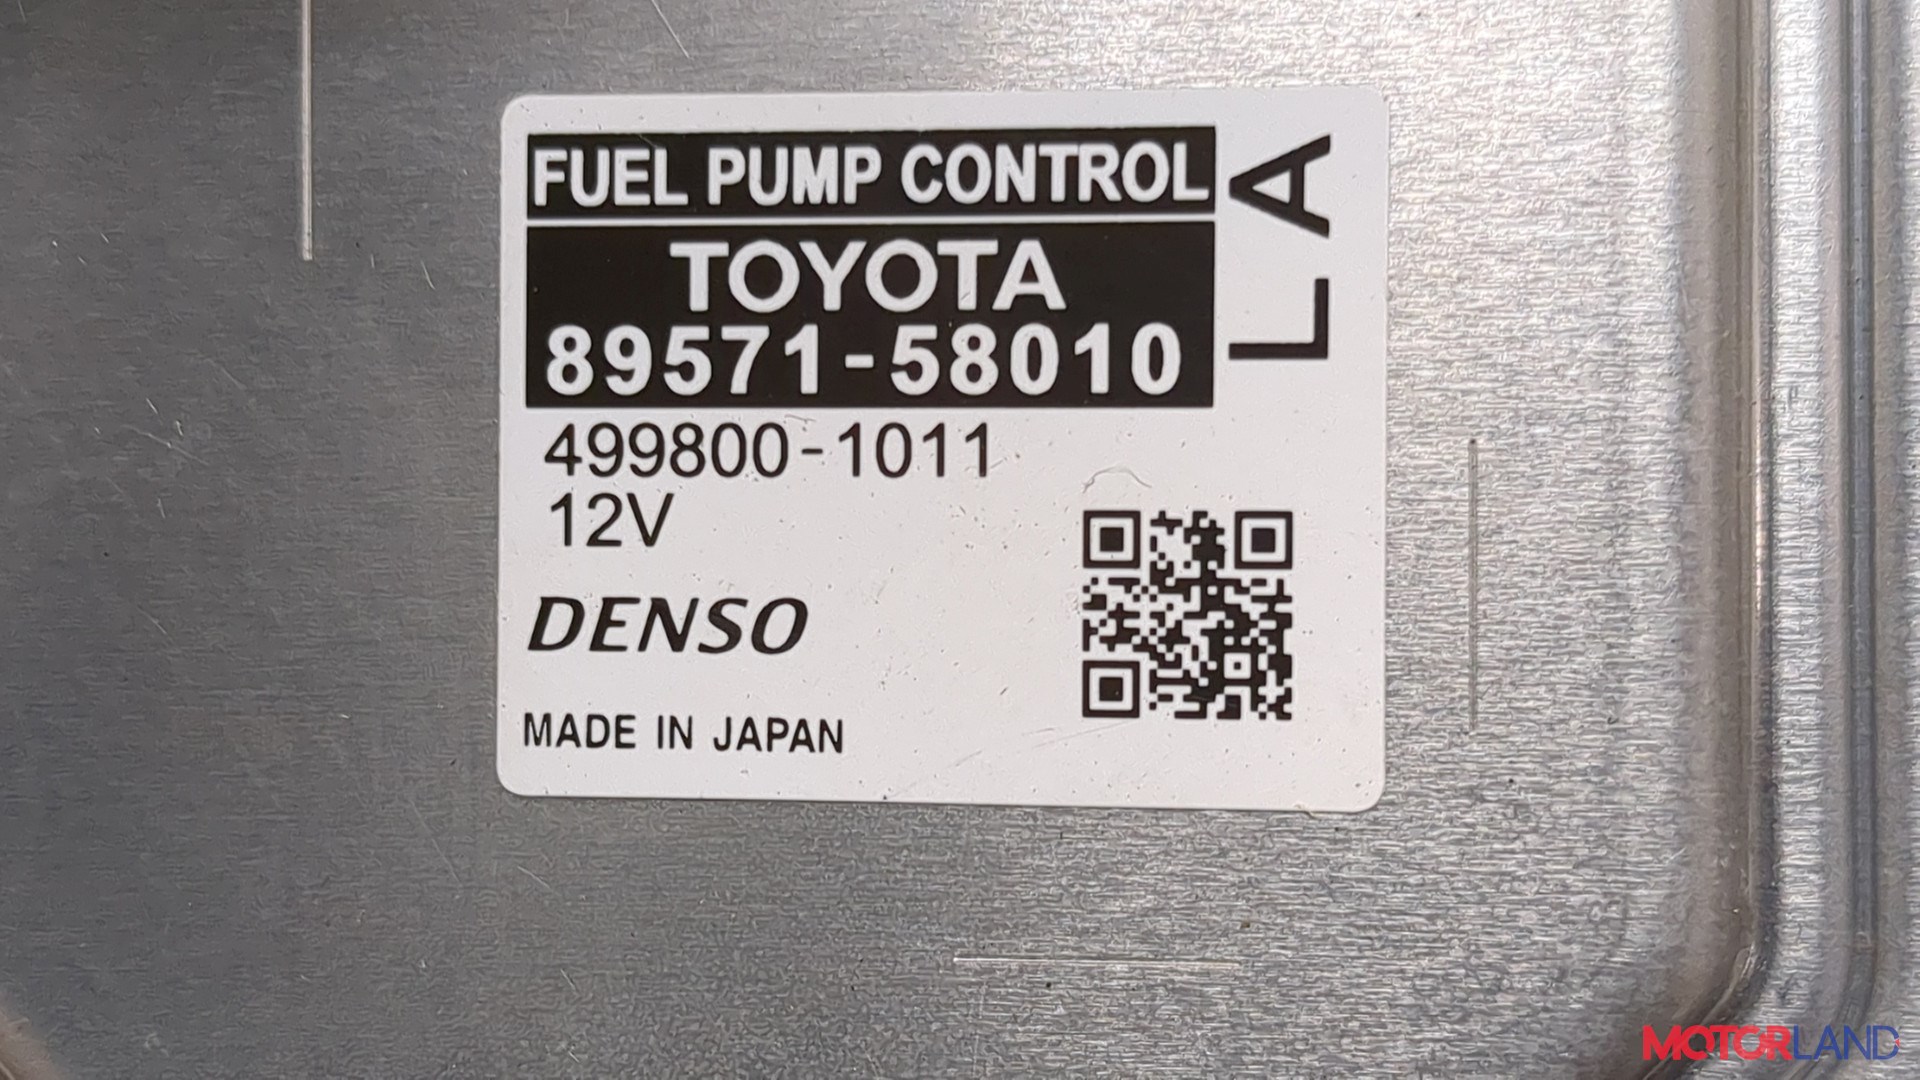 FUEL PUMP CONTROL
TOYOTA
89571-58010
LA
499800-1011
12V
DENSO
MADE IN JAPAN
MOTORLAND